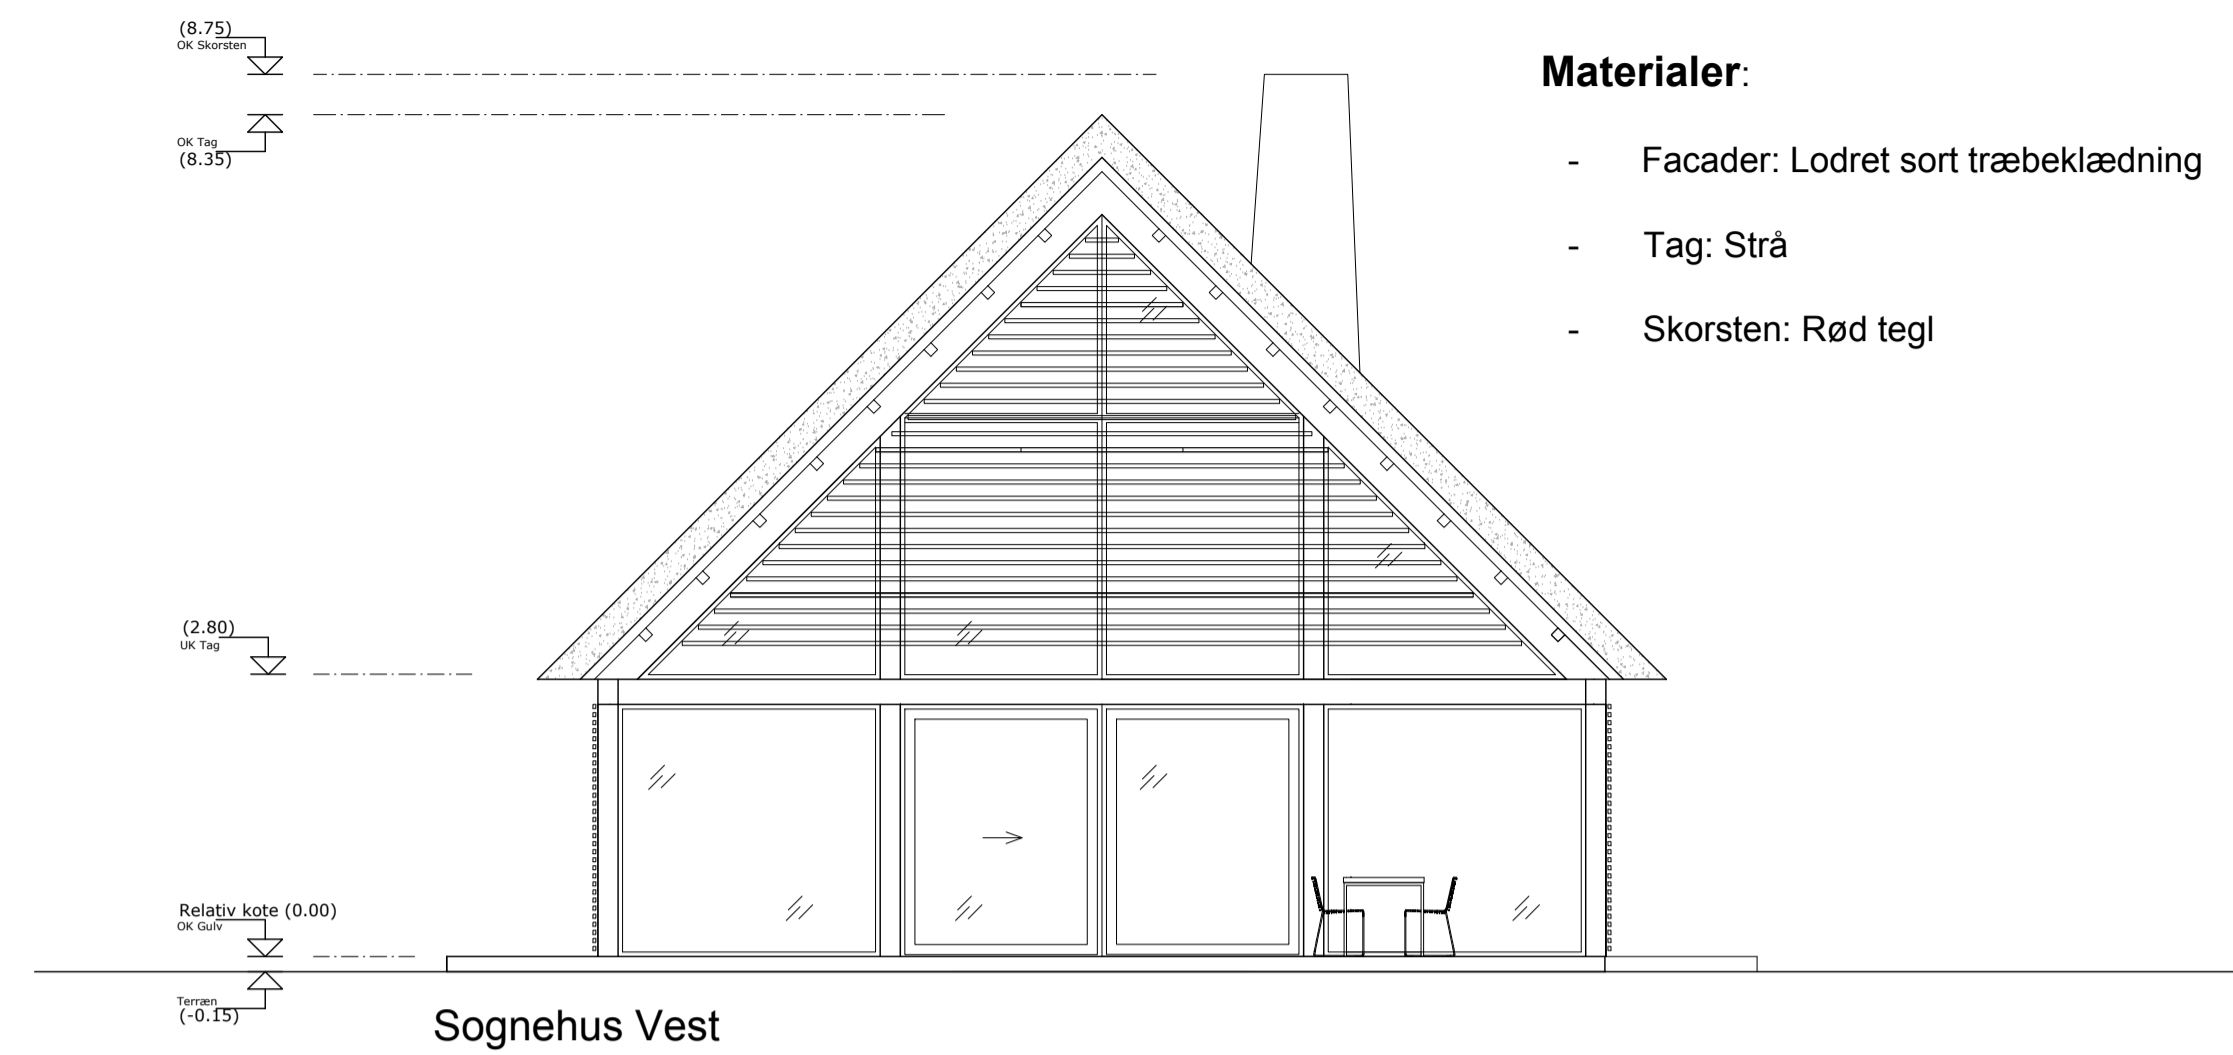 (8.75)
OK Skorsten
OK Tag
(8.35)
Materialer:
- Facader: Lodret sort træbeklædning
- Tag: Strå
- Skorsten: Rød tegl
(2.80)
UK Tag
Relativ kote (0.00)
OK Gulv
Terræn
(-0.15)
Sognehus Vest